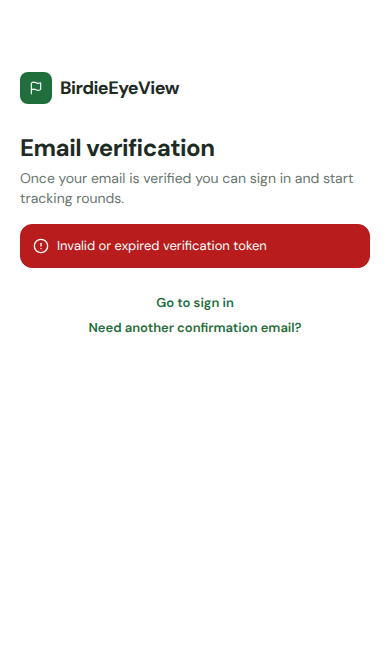 BirdieEyeView
Email verification
Once your email is verified you can sign in and start
tracking rounds.
Invalid or expired verification token
Go to sign in
Need another confirmation email?